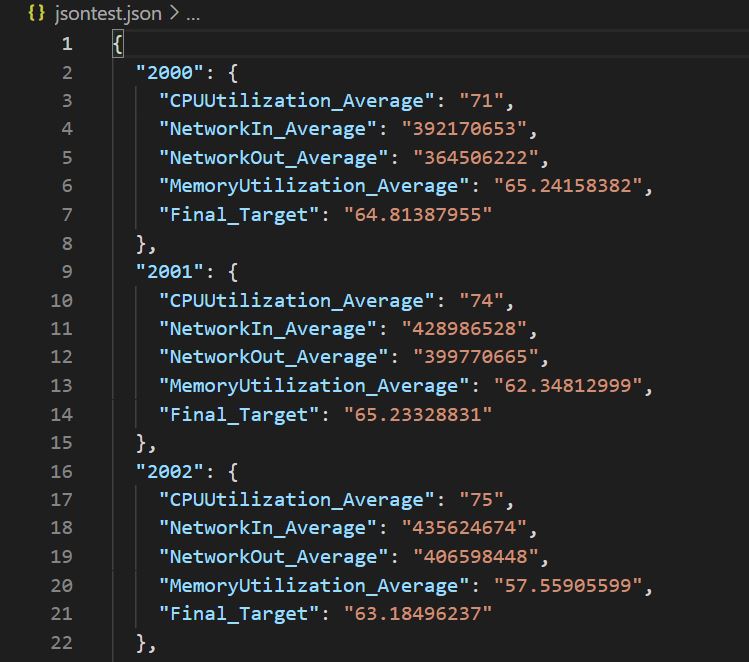 {} jsontest.json > ...
1 {
2 "2000": {
3 "CPUUtilization_Average": "71",
4 "NetworkIn_Average": "392170653",
5 "NetworkOut_Average": "364506222",
6 "MemoryUtilization_Average": "65.24158382",
7 "Final_Target": "64.81387955"
8 },
9 "2001": {
10 "CPUUtilization_Average": "74",
11 "NetworkIn_Average": "428986528",
12 "NetworkOut_Average": "399770665",
13 "MemoryUtilization_Average": "62.34812999",
14 "Final_Target": "65.23328831"
15 },
16 "2002": {
17 "CPUUtilization_Average": "75",
18 "NetworkIn_Average": "435624674",
19 "NetworkOut_Average": "406598448",
20 "MemoryUtilization_Average": "57.55905599",
21 "Final_Target": "63.18496237"
22 },